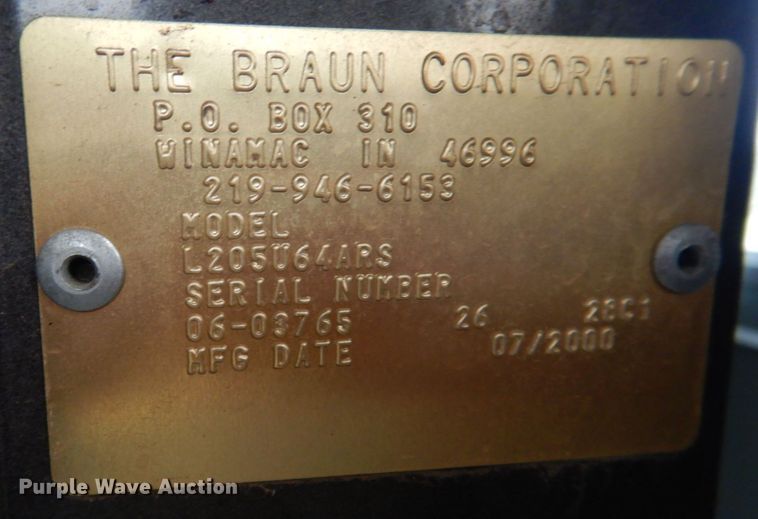 THE BRAUN CORPORATION
P.O. BOX 310
WINAMAC IN 46996
219-946-6153
MODEL
L205U64ARS
SERIAL NUMBER
06-03765 26 28C1
MFG DATE 07/2000
Purple Wave Auction